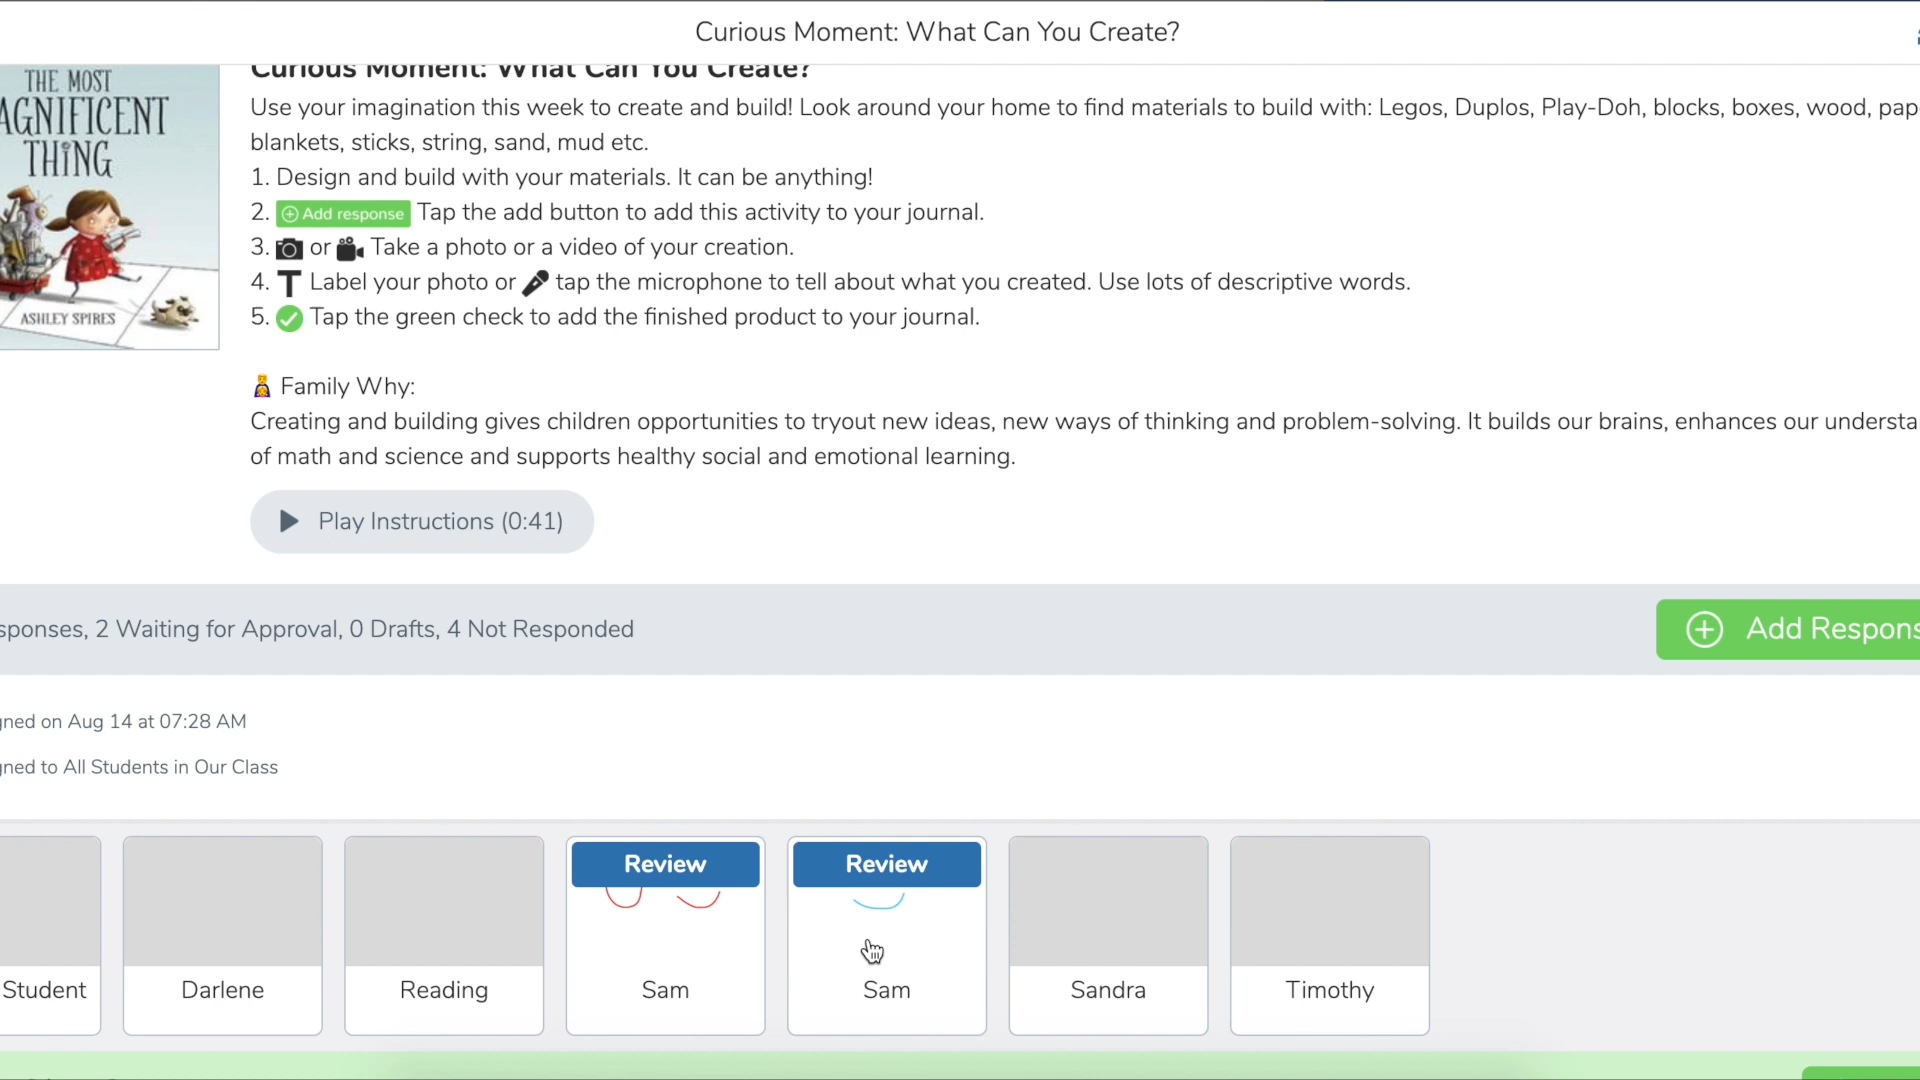 Curious Moment: What Can You Create?
THE MOST
AGNIFICENT
THING
ASHLEY SPIRES
Curious Moment: What Can You Create?
Use your imagination this week to create and build! Look around your home to find materials to build with: Legos, Duplos, Play-Doh, blocks, boxes, wood, pap
blankets, sticks, string, sand, mud etc.
1. Design and build with your materials. It can be anything!
2. Add response Tap the add button to add this activity to your journal.
3. or Take a photo or a video of your creation.
4. T Label your photo or tap the microphone to tell about what you created. Use lots of descriptive words.
5. Tap the green check to add the finished product to your journal.
Family Why:
Creating and building gives children opportunities to tryout new ideas, new ways of thinking and problem-solving. It builds our brains, enhances our understa
of math and science and supports healthy social and emotional learning.
Play Instructions (0:41)
sponses, 2 Waiting for Approval, 0 Drafts, 4 Not Responded
Add Respons
gned on Aug 14 at 07:28 AM
gned to All Students in Our Class
Review
Review
Student
Darlene
Reading
Sam
Sam
Sandra
Timothy